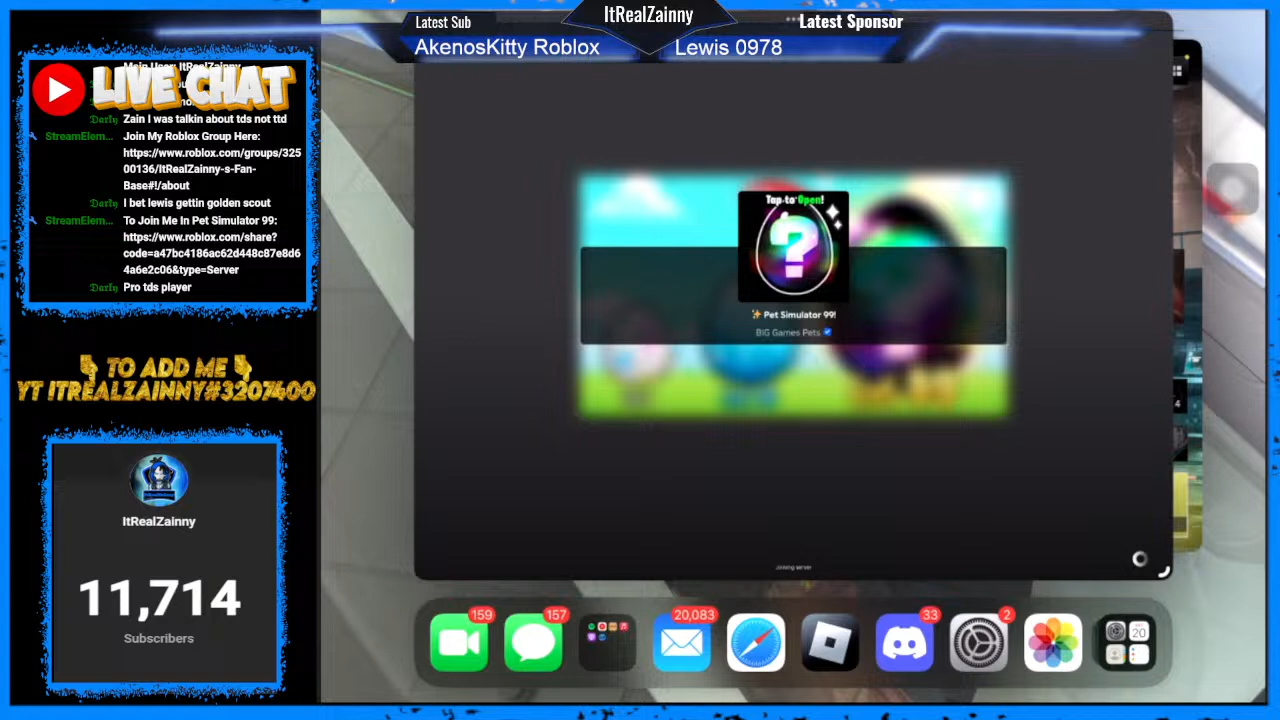 Latest Sub
ItRealZainny
Latest Sponsor
AkenosKitty Roblox
Lewis 0978
LIVE CHAT
Zain I was talkin about tds not ttd
StreamElem...
Join My Roblox Group Here:
https://www.roblox.com/groups/325
00136/ItRealZainny-s-Fan-
Base#!/about
I bet lewis gettin golden scout
StreamElem...
To Join Me In Pet Simulator 99:
https://www.roblox.com/share?
code=a47bc4186ac62d448c87e8d6
4a6e2c06&type=Server
Pro tds player
TO ADD ME
YT ITREALZAINNY#3207400
ItRealZainny
11,714
Subscribers
Tap to Open!
?
✨ Pet Simulator 99!
BIG Games Pets
Joining server
159
157
20,083
33
2
20
4